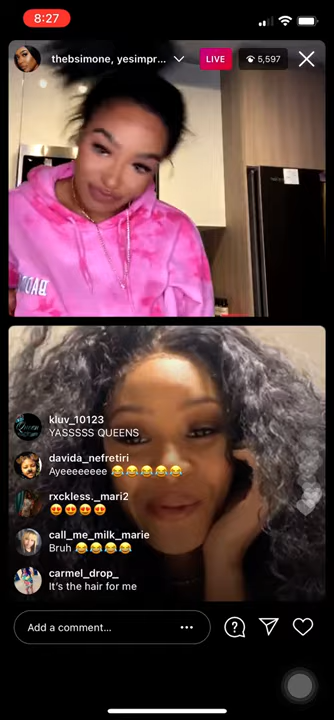 8:27
thebsimone, yesimpr...
LIVE
5,597
kluv_10123
YASSSSS QUEENS
davida_nefretiri
Ayeeeeeeee 😂😂😂😂😂
rxckless._mari2
😍😍😍😍
call_me_milk_marie
Bruh 😂😂😂😂
carmel_drop_
It's the hair for me
Add a comment...